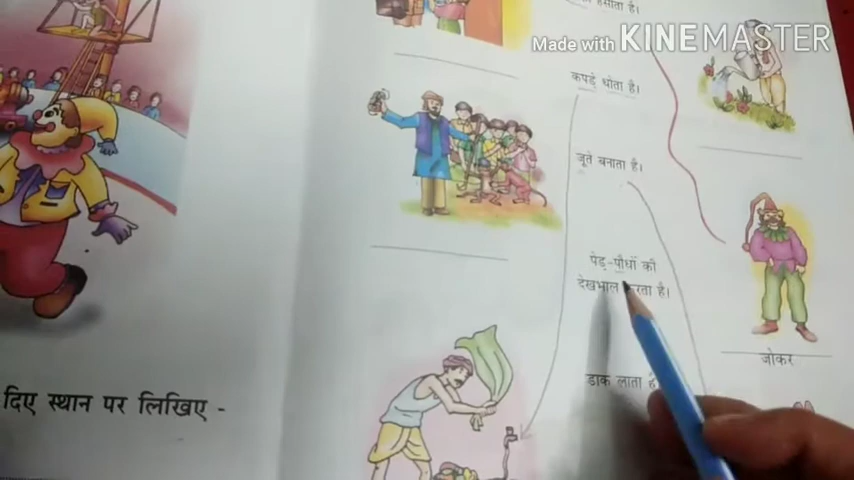 हँसाता है।
Made with KINEMASTER
कपड़े धोता है।
जूते बनाता है।
पेड़-पौधों की
देखभाल करता है।
जोकर
डाक लाता है
दिए स्थान पर लिखिए -